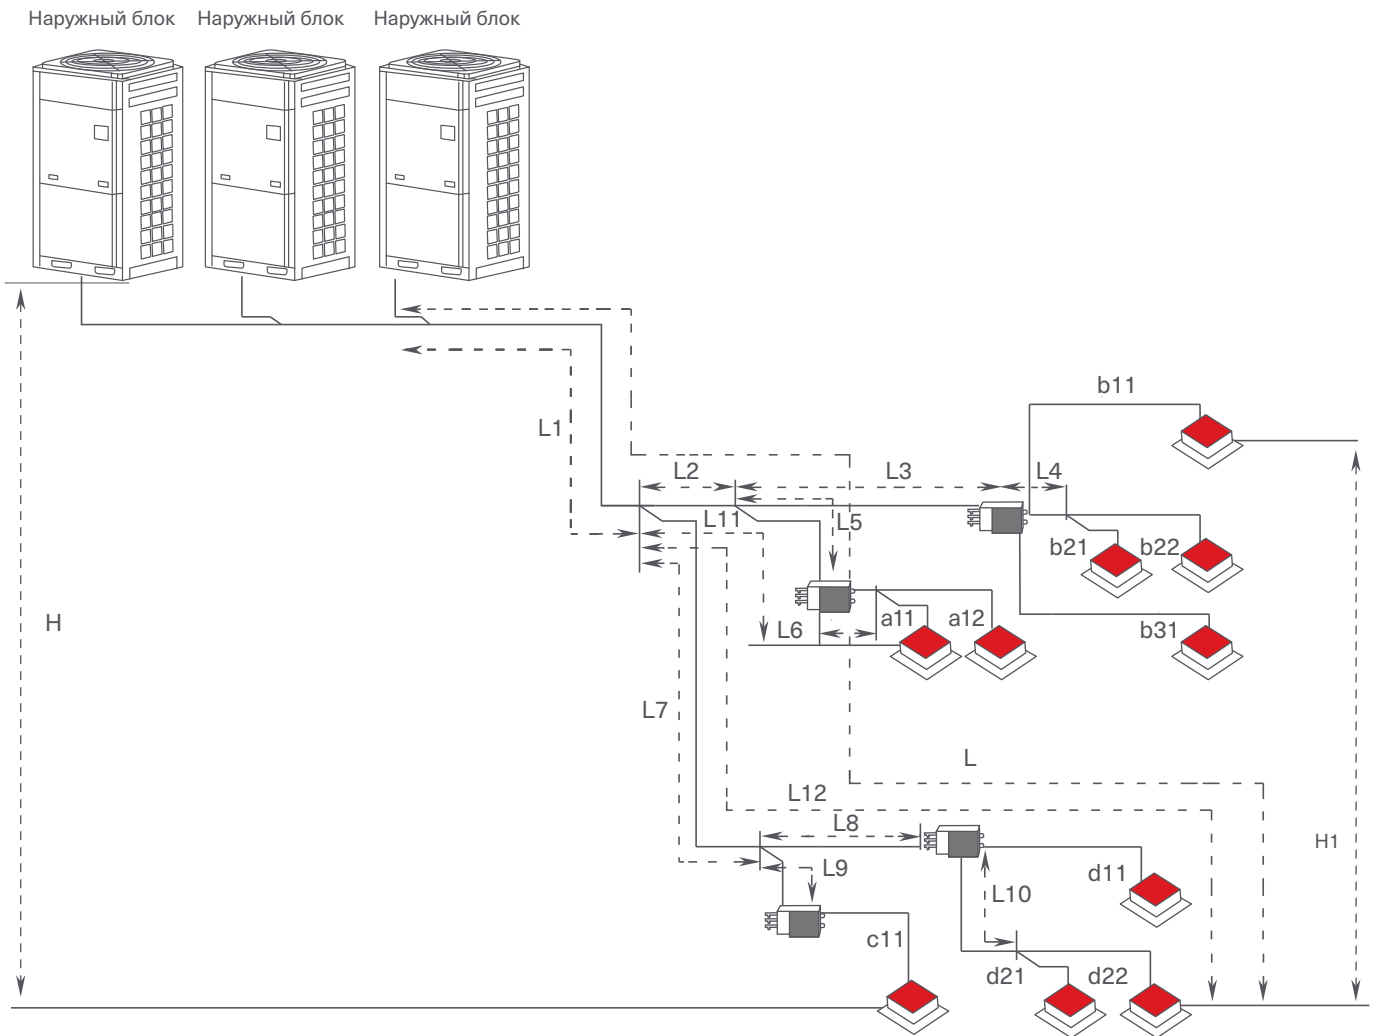 Наружный блок
Наружный блок
Наружный блок
b11
L1
L2
L3
L4
L11
L5
b21
b22
H
L6
a11
a12
b31
L7
L
L12
L8
H1
L9
d11
L10
c11
d21
d22